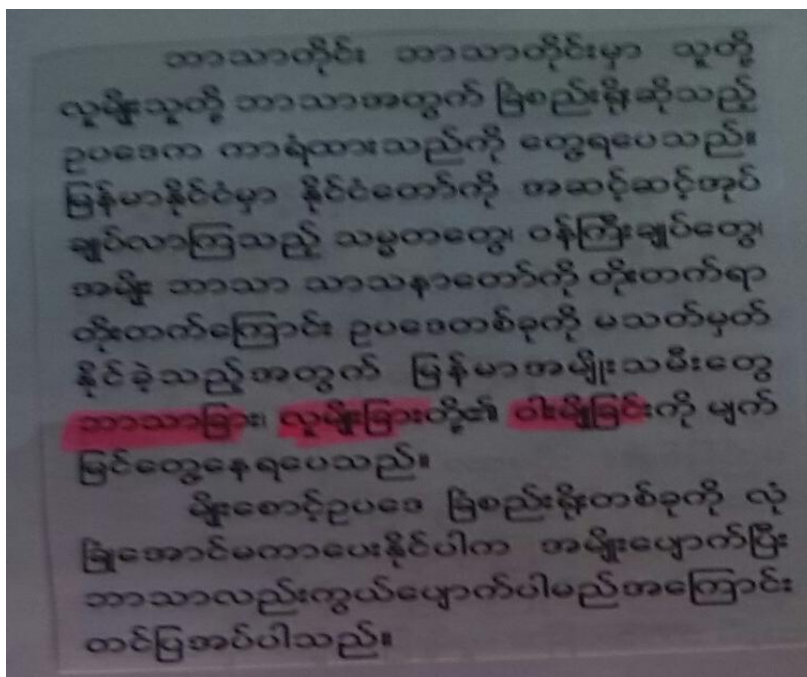 ဘာသာတိုင်း ဘာသာတိုင်းမှာ သူတို့
လူမျိုးသူတို့ ဘာသာအတွက် ခြံစည်းရိုးဆိုသည့်
ဥပဒေက ကာရံထားသည်ကို တွေ့ရပေသည်။
မြန်မာနိုင်ငံမှာ နိုင်ငံတော်ကို အဆင့်ဆင့်အုပ်
ချုပ်လာကြသည့် သမ္မတတွေ၊ ဝန်ကြီးချုပ်တွေ၊
အမျိုး ဘာသာ သာသနာတော်ကို တိုးတက်ရာ
တိုးတက်ကြောင်း ဥပဒေတစ်ခုကို မသတ်မှတ်
နိုင်ခဲ့သည့်အတွက် မြန်မာအမျိုးသမီးတွေ
ဘာသာခြား၊ လူမျိုးခြားတို့၏ ဝါးမျိုခြင်းကို မျက်
မြင်တွေ့နေရပေသည်။
မျိုးစောင့်ဥပဒေ ခြံစည်းရိုးတစ်ခုကို လုံ
ခြုံအောင်မကာပေးနိုင်ပါက အမျိုးပျောက်ပြီး
ဘာသာလည်းကွယ်ပျောက်ပါမည်အကြောင်း
တင်ပြအပ်ပါသည်။